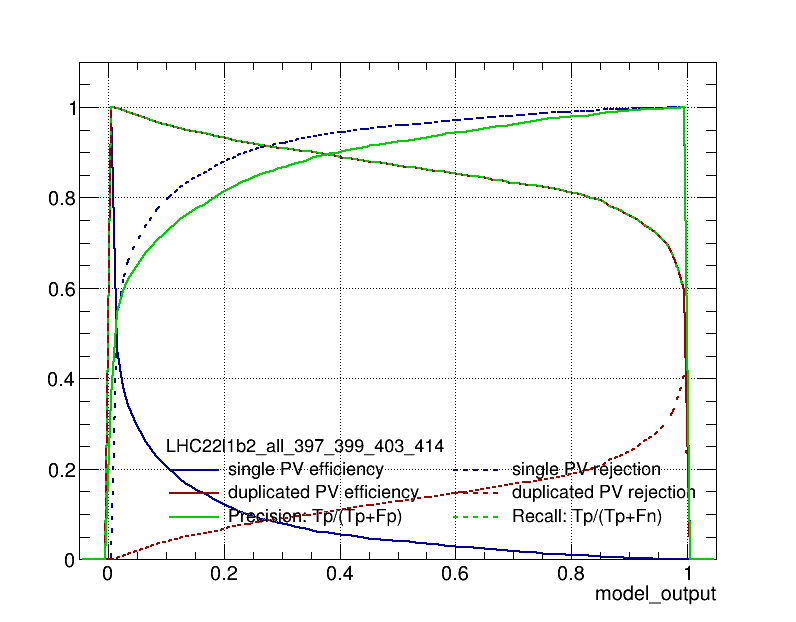 1
0.8
0.6
0.4
LHC22l1b2_all_397_399_403_414
0.2
single PV efficiency single PV rejection
duplicated PV efficiency duplicated PV rejection
Precision: Tp/(Tp+Fp) Recall: Tp/(Tp+Fn)
0
0 0.2 0.4 0.6 0.8 1
model_output